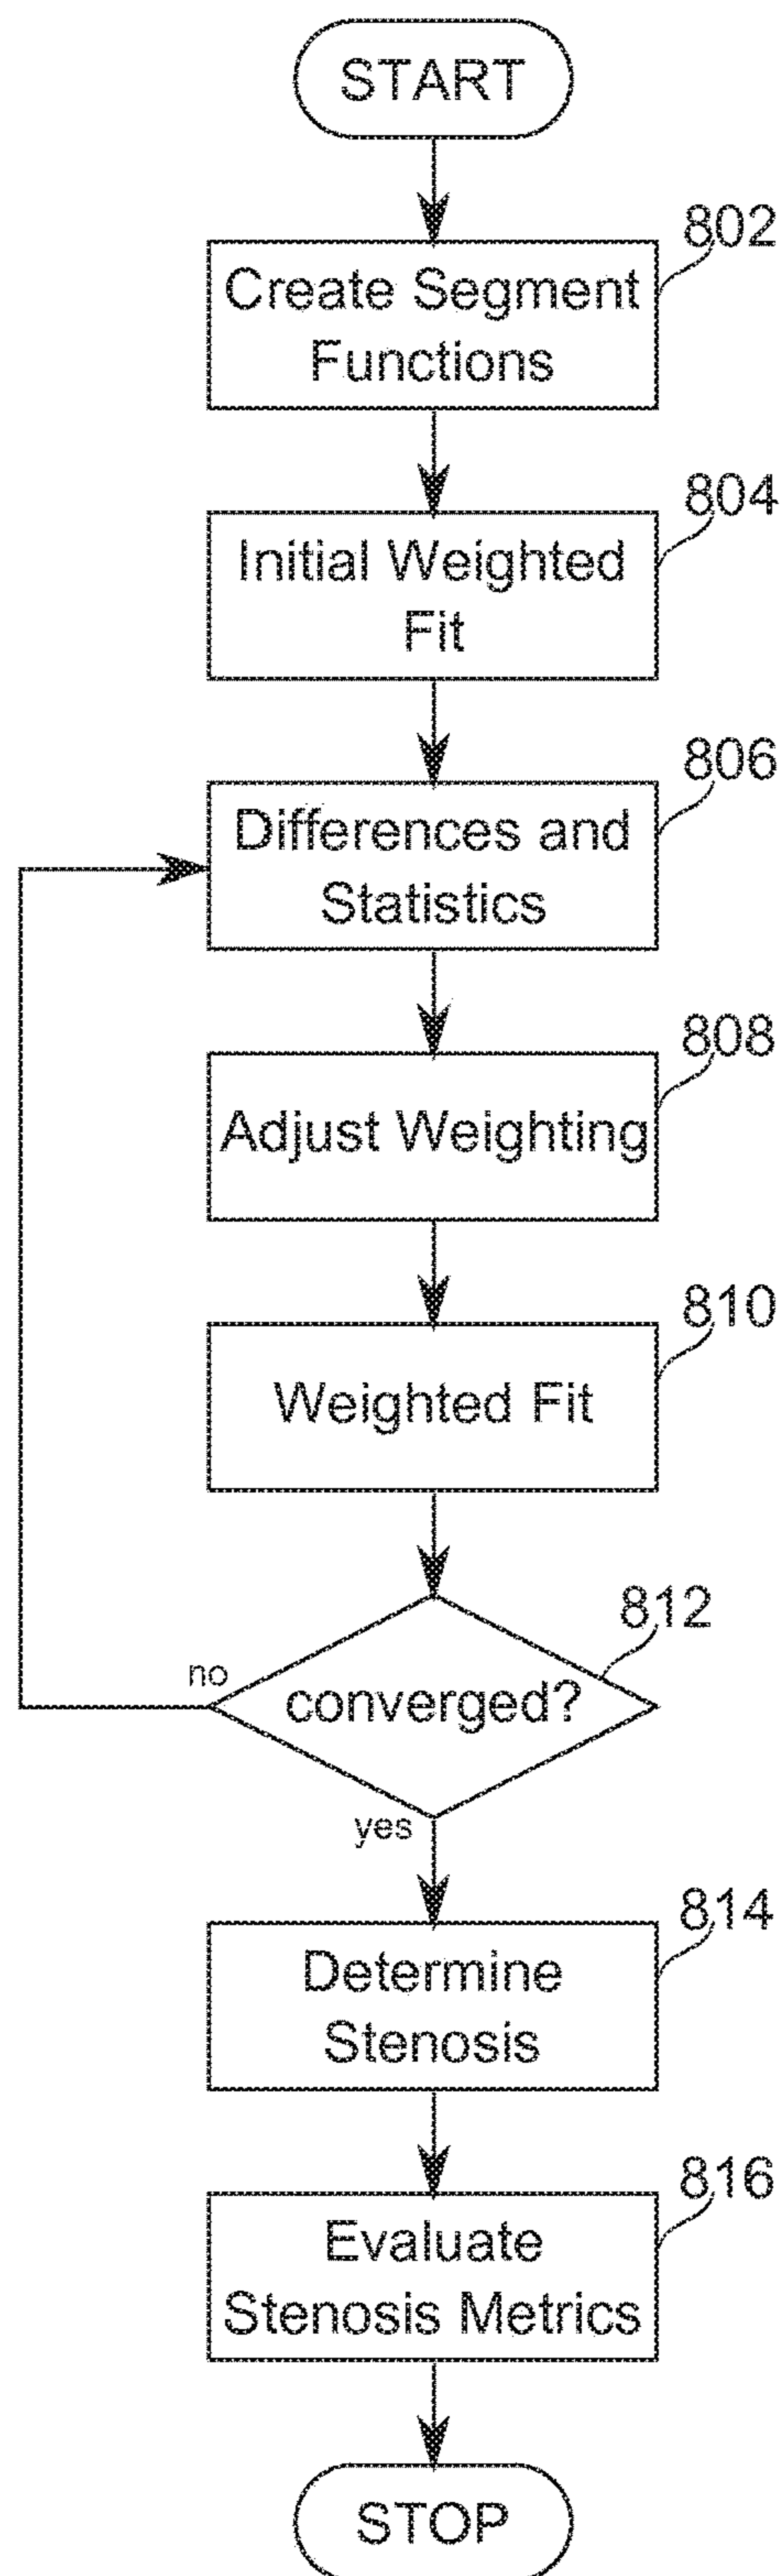 START
802
Create Segment
Functions
804
Initial Weighted
Fit
806
Differences and
Statistics
808
Adjust Weighting
810
Weighted Fit
812
converged?
no
yes
814
Determine
Stenosis
816
Evaluate
Stenosis Metrics
STOP